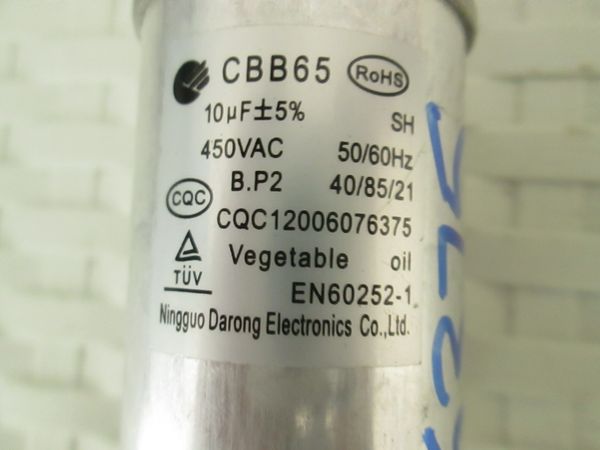 CBB65 RoHS
10μF±5% SH
450VAC 50/60Hz
B.P2 40/85/21
CQC CQC12006076375
TÜV Vegetable oil
EN60252-1
Ningguo Darong Electronics Co.,Ltd.